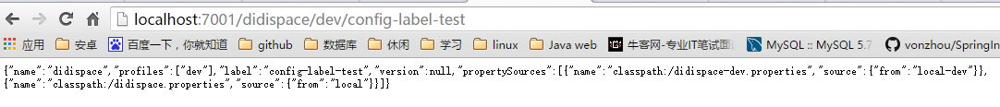 localhost:7001/didispace/dev/config-label-test
应用 安卓 百度一下，你就知道 github 数据库 休闲 学习 linux Java web 牛客网-专业IT笔试面 MySQL :: MySQL 5.7 vonzhou/SpringIn
{"name":"didispace","profiles":["dev"],"label":"config-label-test","version":null,"propertySources":[{"name":"classpath:/didispace-dev.properties","source":{"from":"local-dev"}},
{"name":"classpath:/didispace.properties","source":{"from":"local"}}]}